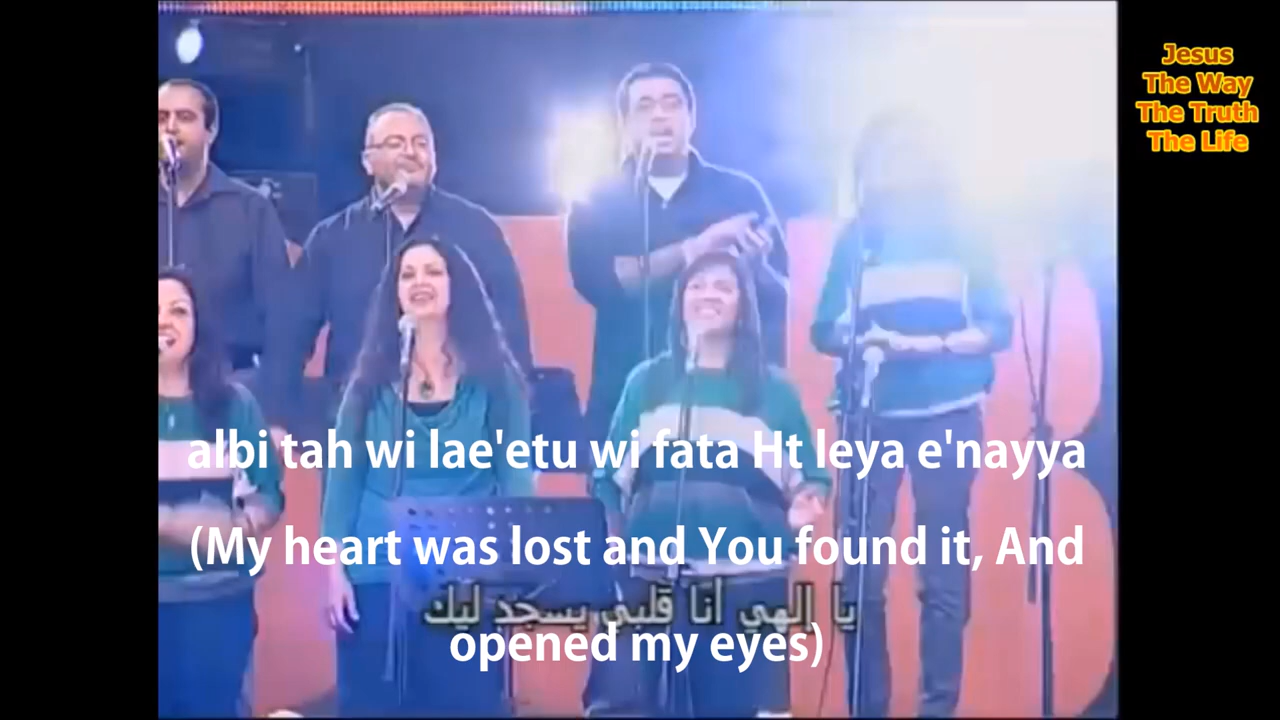 Jesus
The Way
The Truth
The Life
albi tah wi lae'etu wi fata Ht leya e'nayya
(My heart was lost and You found it, And
يا إلهي أنا قلبي يسجد ليك
opened my eyes)